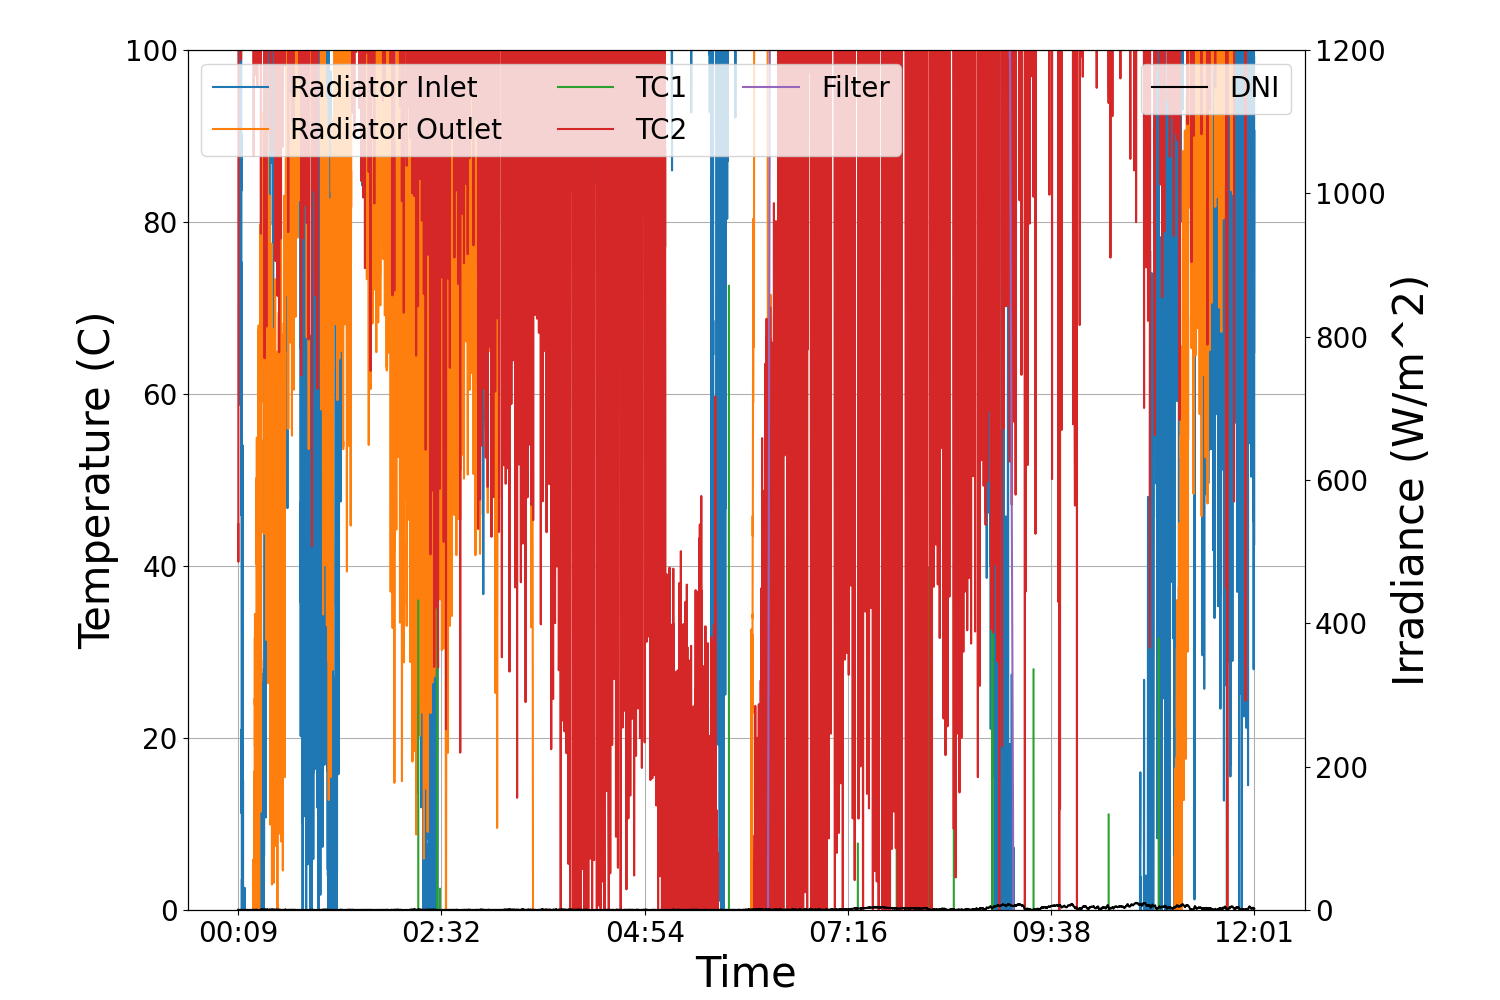 100
80
60
40
20
0
Temperature (C)
Radiator Inlet
Radiator Outlet
TC1
TC2
Filter
DNI
1200
1000
800
600
400
200
0
Irradiance (W/m^2)
00:09 02:32 04:54 07:16 09:38 12:01
Time